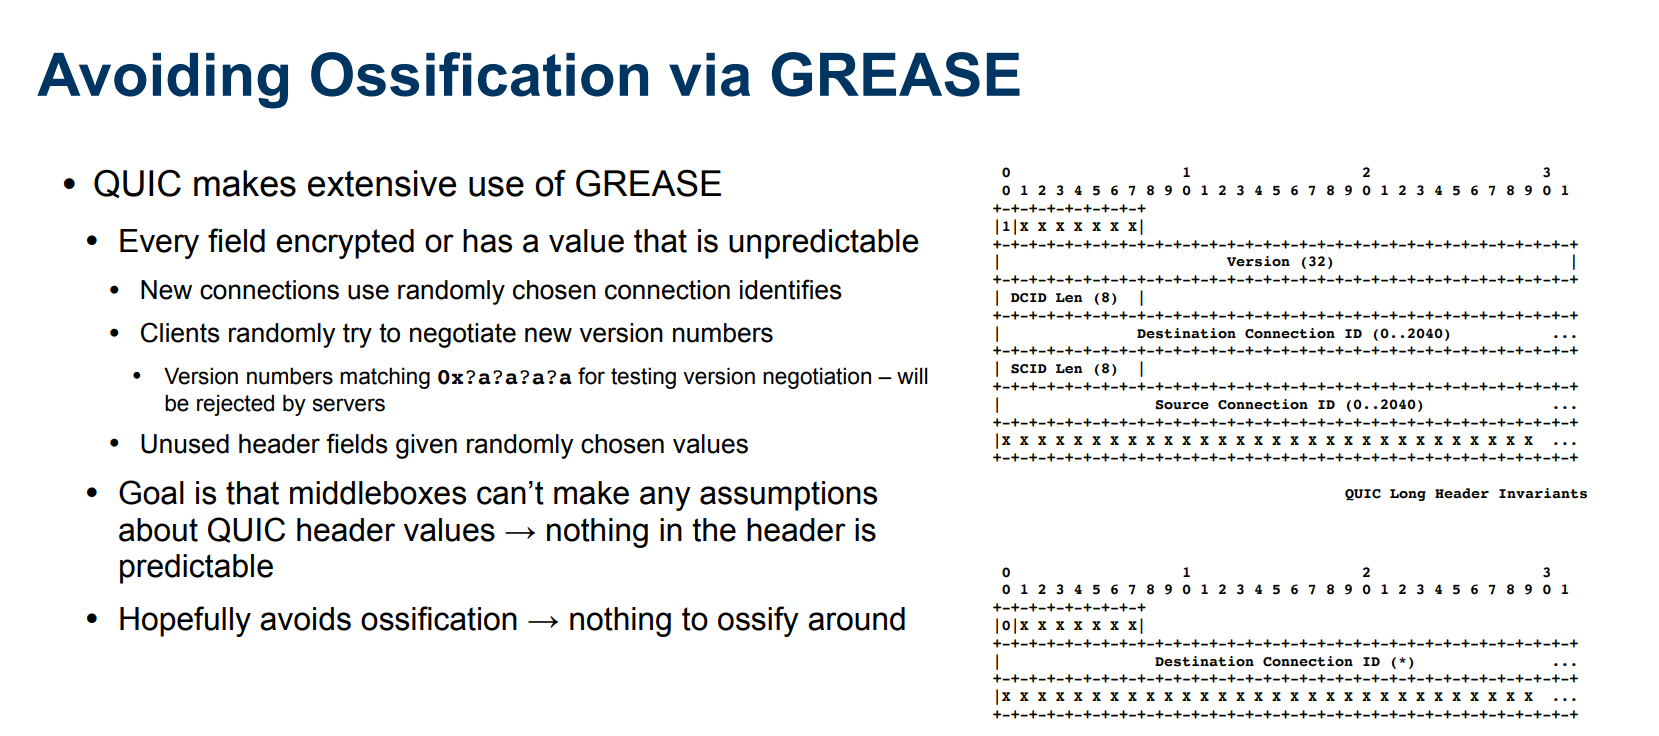 Avoiding Ossification via GREASE
• QUIC makes extensive use of GREASE
• Every field encrypted or has a value that is unpredictable
• New connections use randomly chosen connection identifies
• Clients randomly try to negotiate new version numbers
• Version numbers matching 0x?a?a?a?a for testing version negotiation – will
be rejected by servers
• Unused header fields given randomly chosen values
• Goal is that middleboxes can't make any assumptions
about QUIC header values → nothing in the header is
predictable
• Hopefully avoids ossification → nothing to ossify around
0 1 2 3
0 1 2 3 4 5 6 7 8 9 0 1 2 3 4 5 6 7 8 9 0 1 2 3 4 5 6 7 8 9 0 1
+-+-+-+-+-+-+-+-+
|1|x x x x x x x|
+-+-+-+-+-+-+-+-+-+-+-+-+-+-+-+-+-+-+-+-+-+-+-+-+-+-+-+-+-+-+-+-+
| Version (32) |
+-+-+-+-+-+-+-+-+-+-+-+-+-+-+-+-+-+-+-+-+-+-+-+-+-+-+-+-+-+-+-+-+
| DCID Len (8) |
+-+-+-+-+-+-+-+-+-+-+-+-+-+-+-+-+-+-+-+-+-+-+-+-+-+-+-+-+-+-+-+-+
| Destination Connection ID (0..2040) ...
+-+-+-+-+-+-+-+-+-+-+-+-+-+-+-+-+-+-+-+-+-+-+-+-+-+-+-+-+-+-+-+-+
| SCID Len (8) |
+-+-+-+-+-+-+-+-+-+-+-+-+-+-+-+-+-+-+-+-+-+-+-+-+-+-+-+-+-+-+-+-+
| Source Connection ID (0..2040) ...
+-+-+-+-+-+-+-+-+-+-+-+-+-+-+-+-+-+-+-+-+-+-+-+-+-+-+-+-+-+-+-+-+
|x x x x x x x x x x x x x x x x x x x x x x x x x x x x x x ...
+-+-+-+-+-+-+-+-+-+-+-+-+-+-+-+-+-+-+-+-+-+-+-+-+-+-+-+-+-+-+-+-+
QUIC Long Header Invariants
0 1 2 3
0 1 2 3 4 5 6 7 8 9 0 1 2 3 4 5 6 7 8 9 0 1 2 3 4 5 6 7 8 9 0 1
+-+-+-+-+-+-+-+-+
|0|x x x x x x x|
+-+-+-+-+-+-+-+-+-+-+-+-+-+-+-+-+-+-+-+-+-+-+-+-+-+-+-+-+-+-+-+-+
| Destination Connection ID (*) ...
+-+-+-+-+-+-+-+-+-+-+-+-+-+-+-+-+-+-+-+-+-+-+-+-+-+-+-+-+-+-+-+-+
|x x x x x x x x x x x x x x x x x x x x x x x x x x x x x x ...
+-+-+-+-+-+-+-+-+-+-+-+-+-+-+-+-+-+-+-+-+-+-+-+-+-+-+-+-+-+-+-+-+